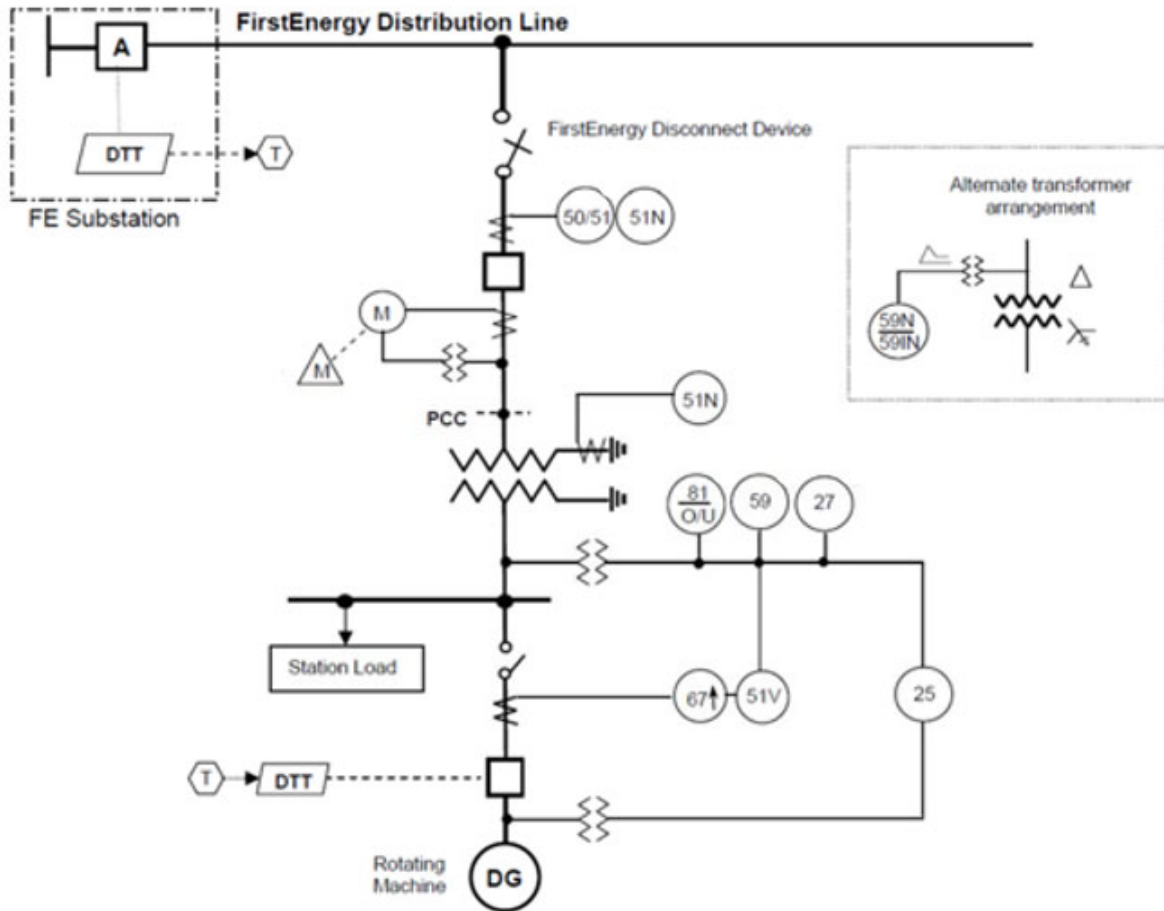 FirstEnergy Distribution Line
A
DTT
T
FE Substation
FirstEnergy Disconnect Device
50/51
51N
Alternate transformer
arrangement
59N
59IN
M
M
PCC
51N
81
O/U
59
27
Station Load
67
51V
25
T
DTT
Rotating
Machine
DG